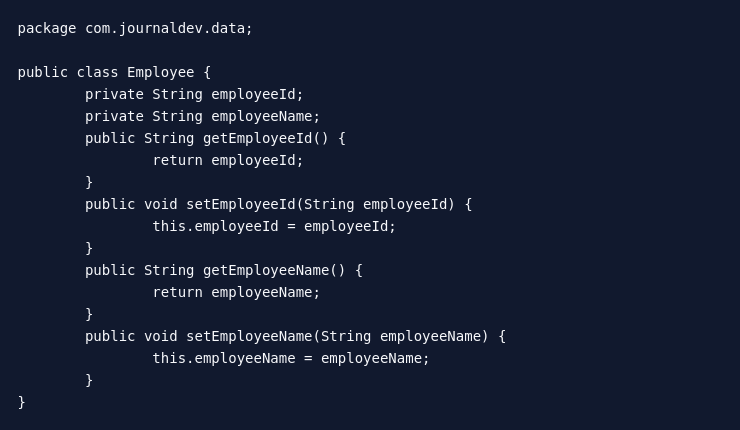 package com.journaldev.data;

public class Employee {
        private String employeeId;
        private String employeeName;
        public String getEmployeeId() {
                return employeeId;
        }
        public void setEmployeeId(String employeeId) {
                this.employeeId = employeeId;
        }
        public String getEmployeeName() {
                return employeeName;
        }
        public void setEmployeeName(String employeeName) {
                this.employeeName = employeeName;
        }
}